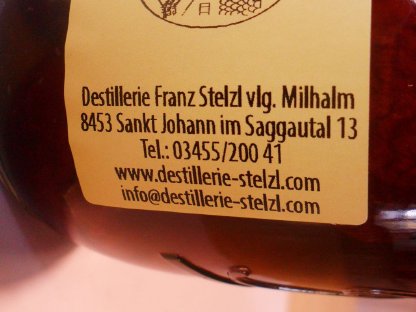 Destillerie Franz Stelzl vlg. Milhalm
8453 Sankt Johann im Saggautal 13
Tel.: 03455/200 41
www.destillerie-stelzl.com
info@destillerie-stelzl.com